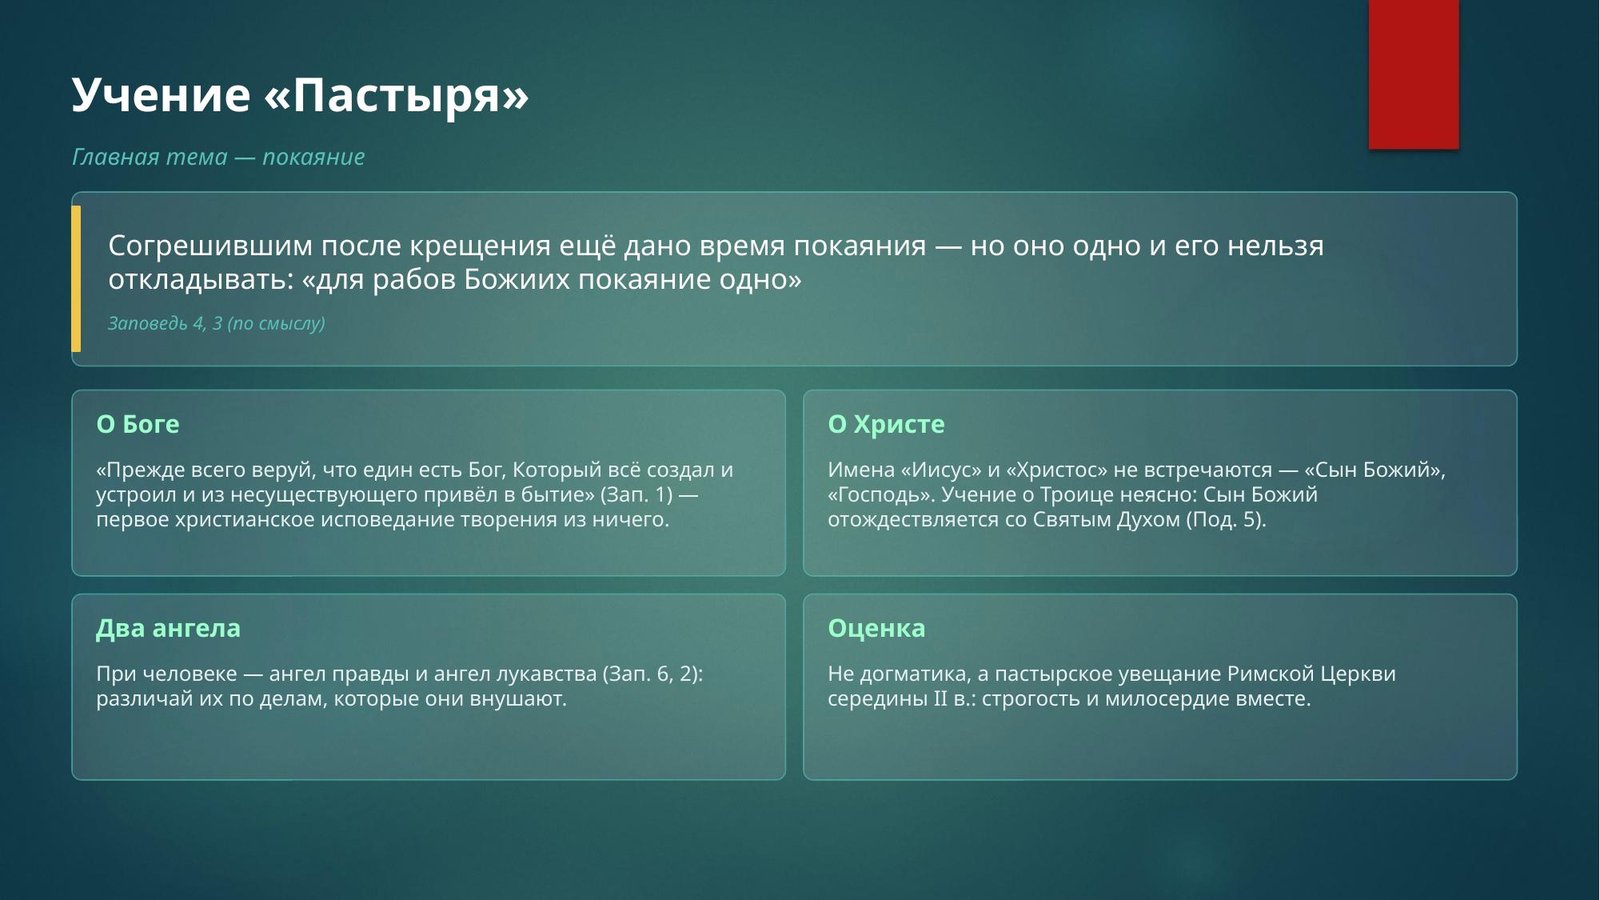 Учение «Пастыря»
Главная тема — покаяние
Согрешившим после крещения ещё дано время покаяния — но оно одно и его нельзя
откладывать: «для рабов Божиих покаяние одно»
Заповедь 4, 3 (по смыслу)
О Боге
«Прежде всего веруй, что един есть Бог, Который всё создал и
устроил и из несуществующего привёл в бытие» (Зап. 1) —
первое христианское исповедание творения из ничего.
О Христе
Имена «Иисус» и «Христос» не встречаются — «Сын Божий»,
«Господь». Учение о Троице неясно: Сын Божий
отождествляется со Святым Духом (Под. 5).
Два ангела
При человеке — ангел правды и ангел лукавства (Зап. 6, 2):
различай их по делам, которые они внушают.
Оценка
Не догматика, а пастырское увещание Римской Церкви
середины II в.: строгость и милосердие вместе.